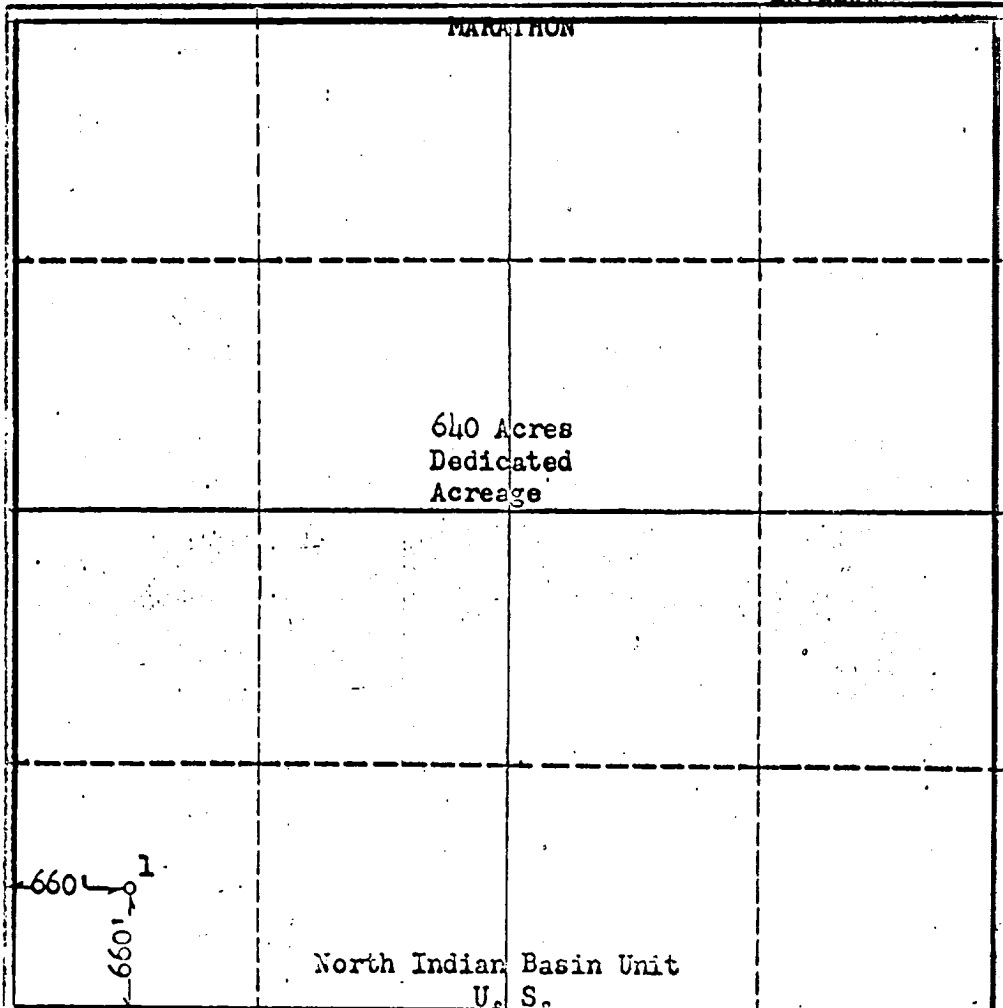 MARATHON
640 Acres
Dedicated
Acreage
1
660'
660'
North Indian Basin Unit
U. S.